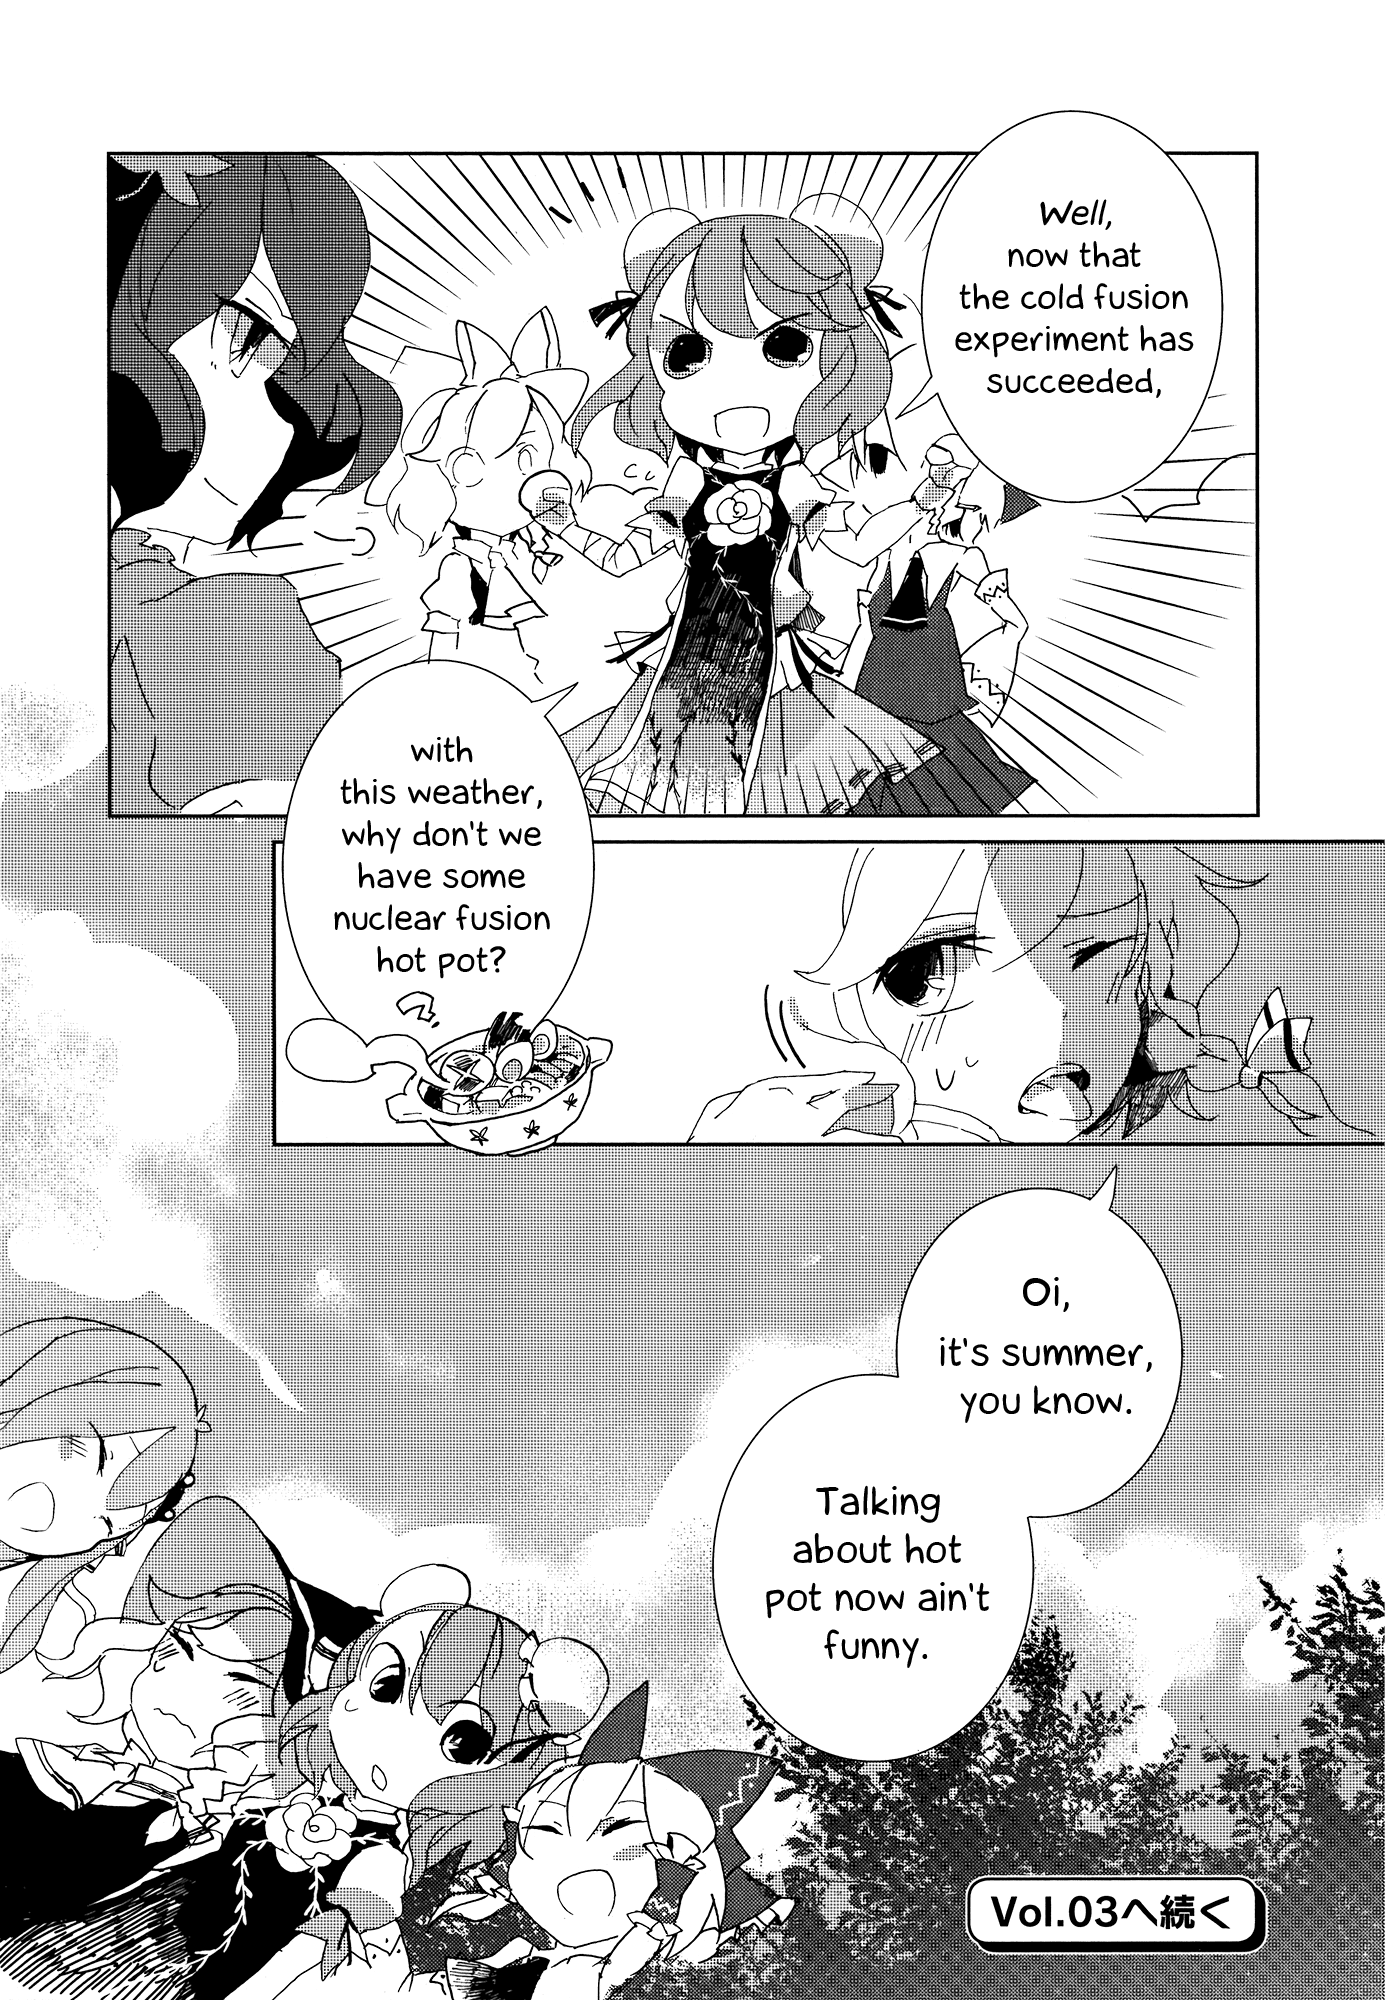 Well,
now that
the cold fusion
experiment has
succeeded,
with
this weather,
why don't we
have some
nuclear fusion
hot pot?
Oi,
it's summer,
you know.
Talking
about hot
pot now ain't
funny.
Vol.03へ続く